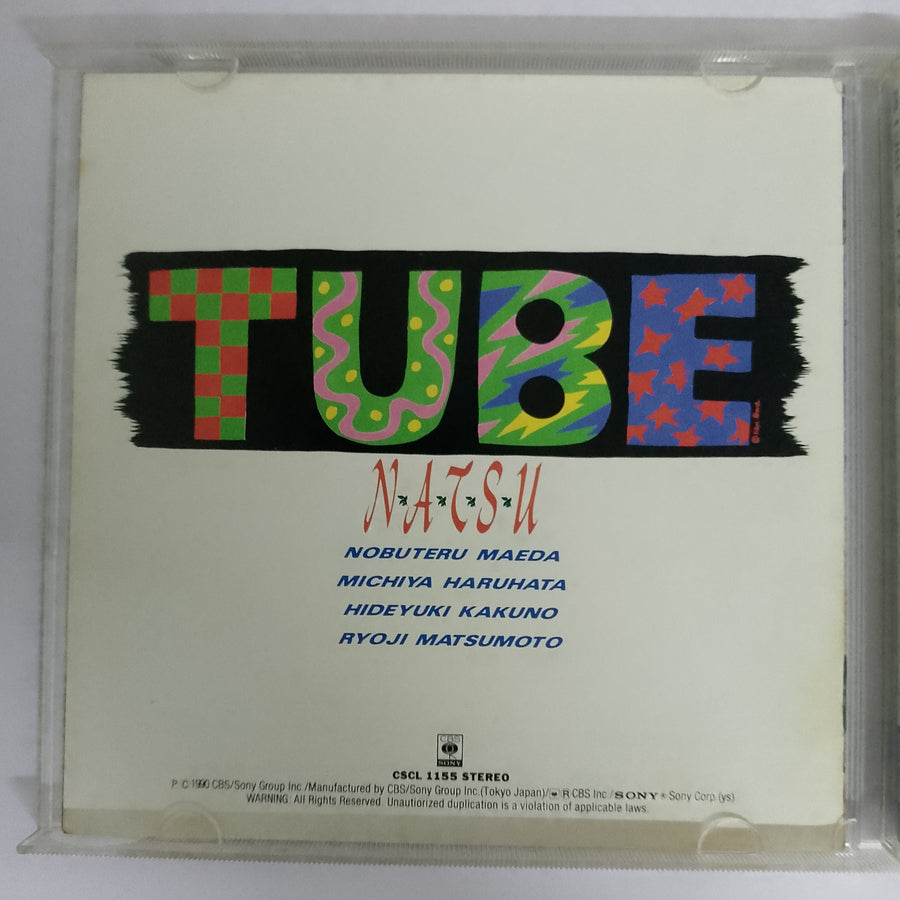 TUBE
N·A·T·S·U
NOBUTERU MAEDA
MICHIYA HARUHATA
HIDEYUKI KAKUNO
RYOJI MATSUMOTO
CBS
SONY
CSCL 1155 STEREO
P C 1990 CBS/Sony Group Inc./Manufactured by CBS/Sony Group Inc.(Tokyo Japan)/R CBS Inc./SONY® Sony Corp.(ys)
WARNING: All Rights Reserved. Unautiorized duplication is a violation of applicable laws.